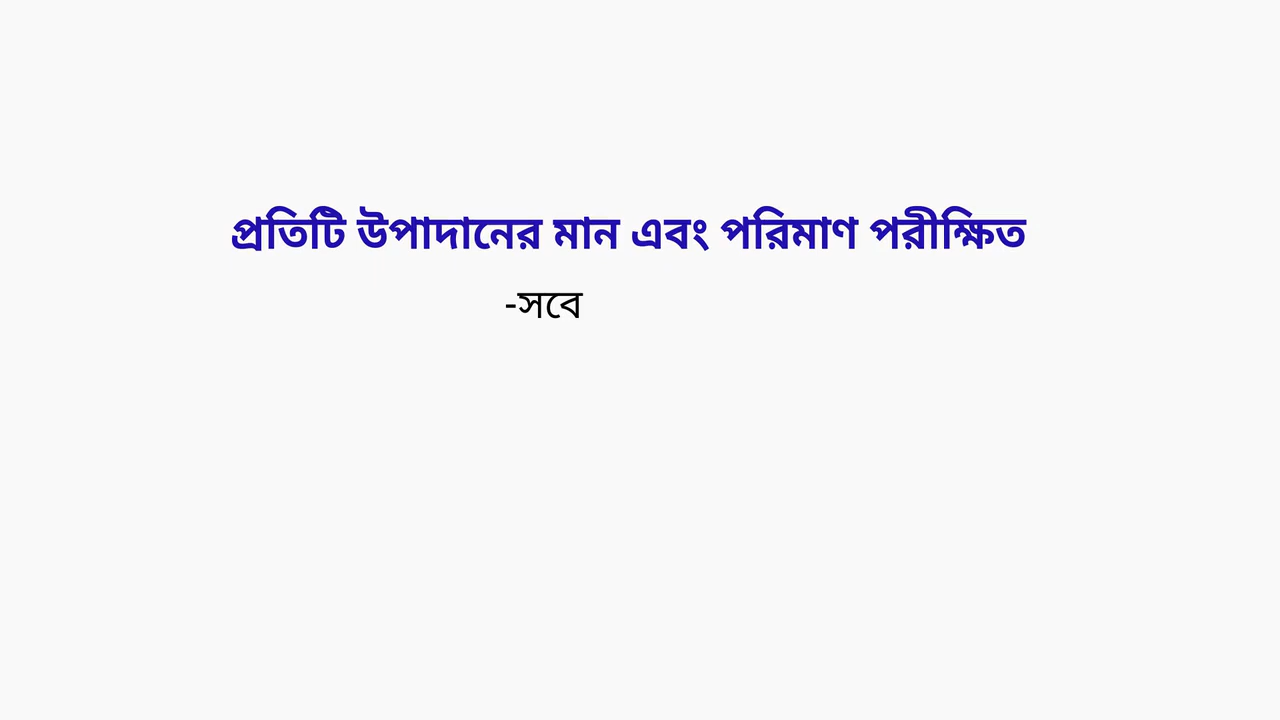 প্রতিটি উপাদানের মান এবং পরিমাণ পরীক্ষিত
-সবে